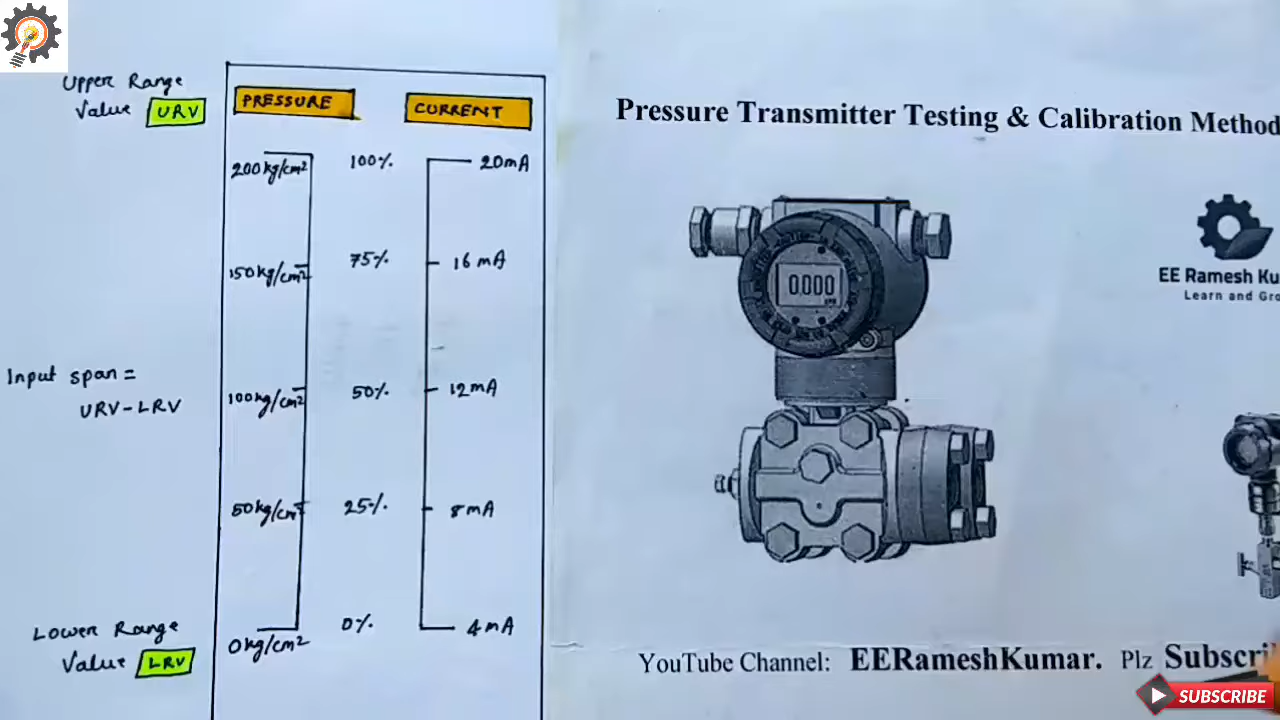 Upper Range
Value URV
PRESSURE
CURRENT
200kg/cm²
100%
20mA
150kg/cm²
75%
16 mA
Input span =
URV-LRV
100kg/cm²
50%
12mA
50kg/cm²
25%
8mA
Lower Range
Value LRV
0kg/cm²
0%
4mA
Pressure Transmitter Testing & Calibration Method
0.000
EE Ramesh Ku
Learn and Gro
YouTube Channel: EERameshKumar. Plz Subscri
SUBSCRIBE